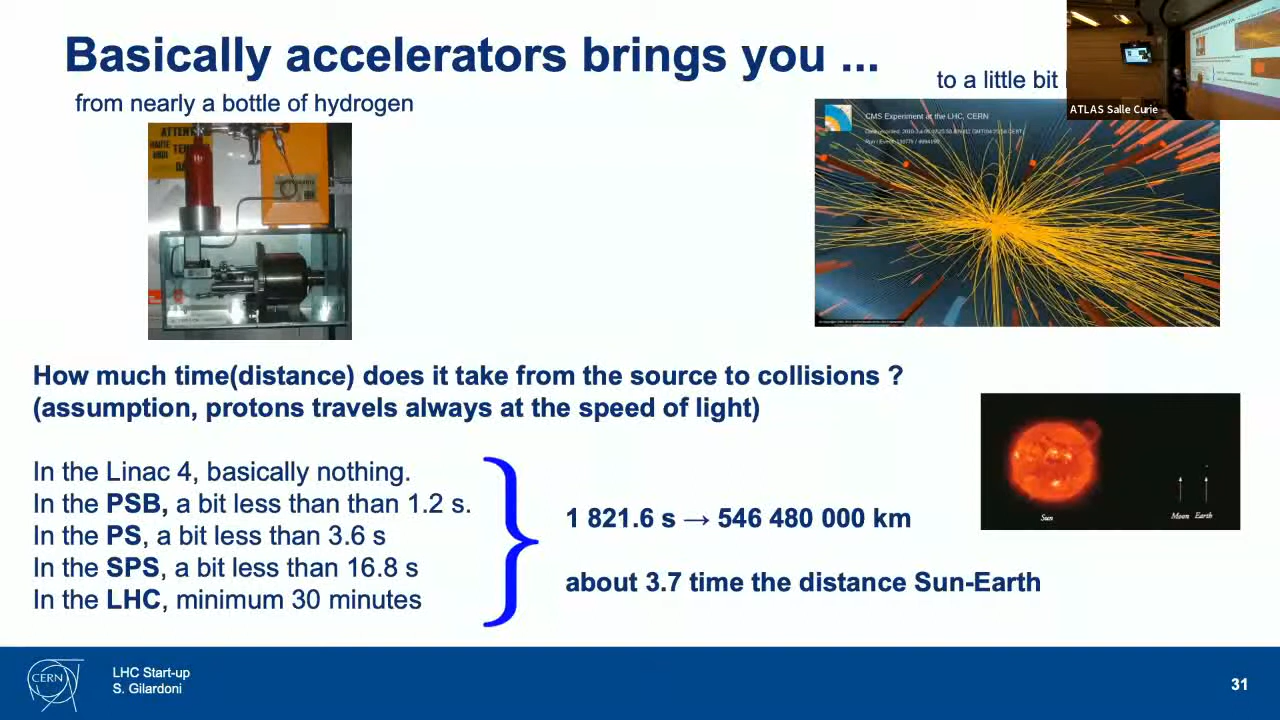 Basically accelerators brings you ...
from nearly a bottle of hydrogen
to a little bit
ATLAS Salle Curie
ATTEN
HAUTE TEN
CMS Experiment at the LHC, CERN
How much time(distance) does it take from the source to collisions ?
(assumption, protons travels always at the speed of light)
In the Linac 4, basically nothing.
In the PSB, a bit less than than 1.2 s.
In the PS, a bit less than 3.6 s
In the SPS, a bit less than 16.8 s
In the LHC, minimum 30 minutes
1 821.6 s → 546 480 000 km
about 3.7 time the distance Sun-Earth
Sun
Moon Earth
CERN
LHC Start-up
S. Gilardoni
31